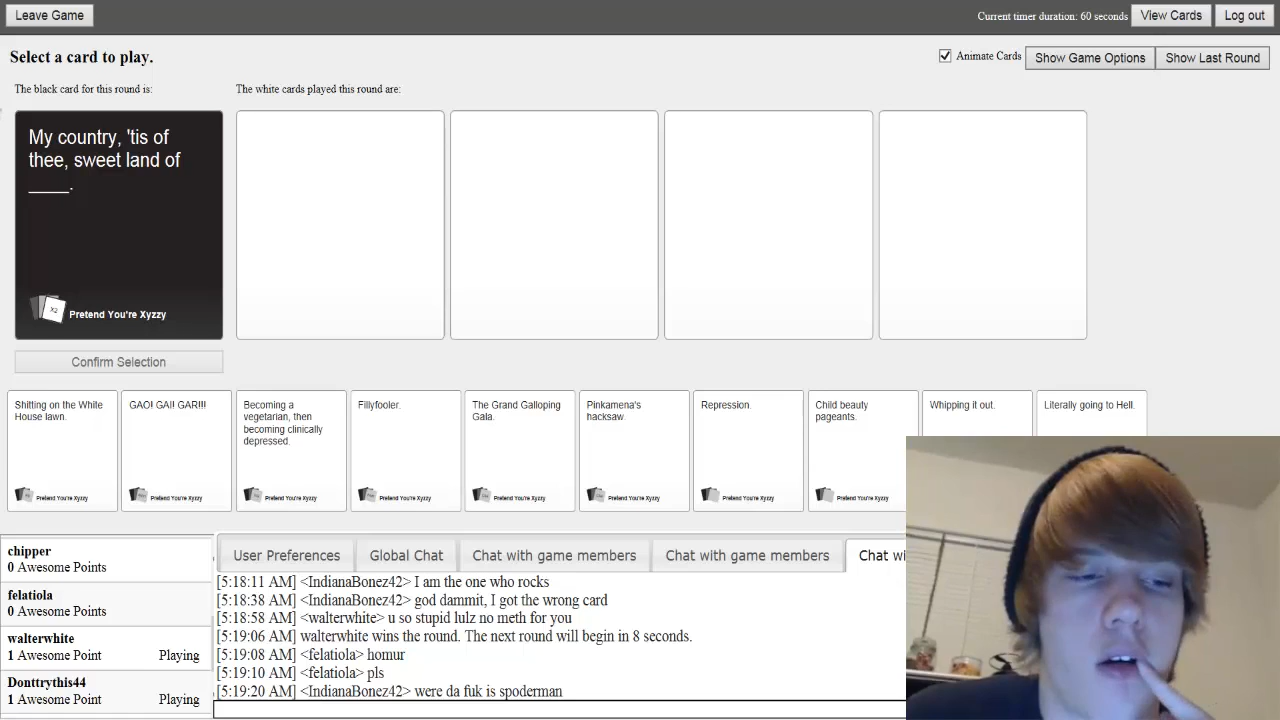 Leave Game
Current timer duration: 60 seconds
View Cards
Log out
Select a card to play.
Animate Cards
Show Game Options
Show Last Round
The black card for this round is:
The white cards played this round are:
My country, 'tis of
thee, sweet land of
____.
X2
Pretend You're Xyzzy
Confirm Selection
Shitting on the White
House lawn.
Pretend You're Xyzzy
GAO! GAI! GAR!!!
Pretend You're Xyzzy
Becoming a
vegetarian, then
becoming clinically
depressed.
Pretend You're Xyzzy
Fillyfooler.
Pretend You're Xyzzy
The Grand Galloping
Gala.
Pretend You're Xyzzy
Pinkamena's
hacksaw.
Pretend You're Xyzzy
Repression.
Pretend You're Xyzzy
Child beauty
pageants.
Pretend You're Xyzzy
Whipping it out.
Literally going to Hell.
chipper
0 Awesome Points
felatiola
0 Awesome Points
walterwhite
1 Awesome Point
Playing
Donttrythis44
1 Awesome Point
Playing
User Preferences
Global Chat
Chat with game members
Chat with game members
Chat wi
[5:18:11 AM] <IndianaBonez42> I am the one who rocks
[5:18:38 AM] <IndianaBonez42> god dammit, I got the wrong card
[5:18:58 AM] <walterwhite> u so stupid lulz no meth for you
[5:19:06 AM] walterwhite wins the round. The next round will begin in 8 seconds.
[5:19:08 AM] <felatiola> homur
[5:19:10 AM] <felatiola> pls
[5:19:20 AM] <IndianaBonez42> were da fuk is spoderman